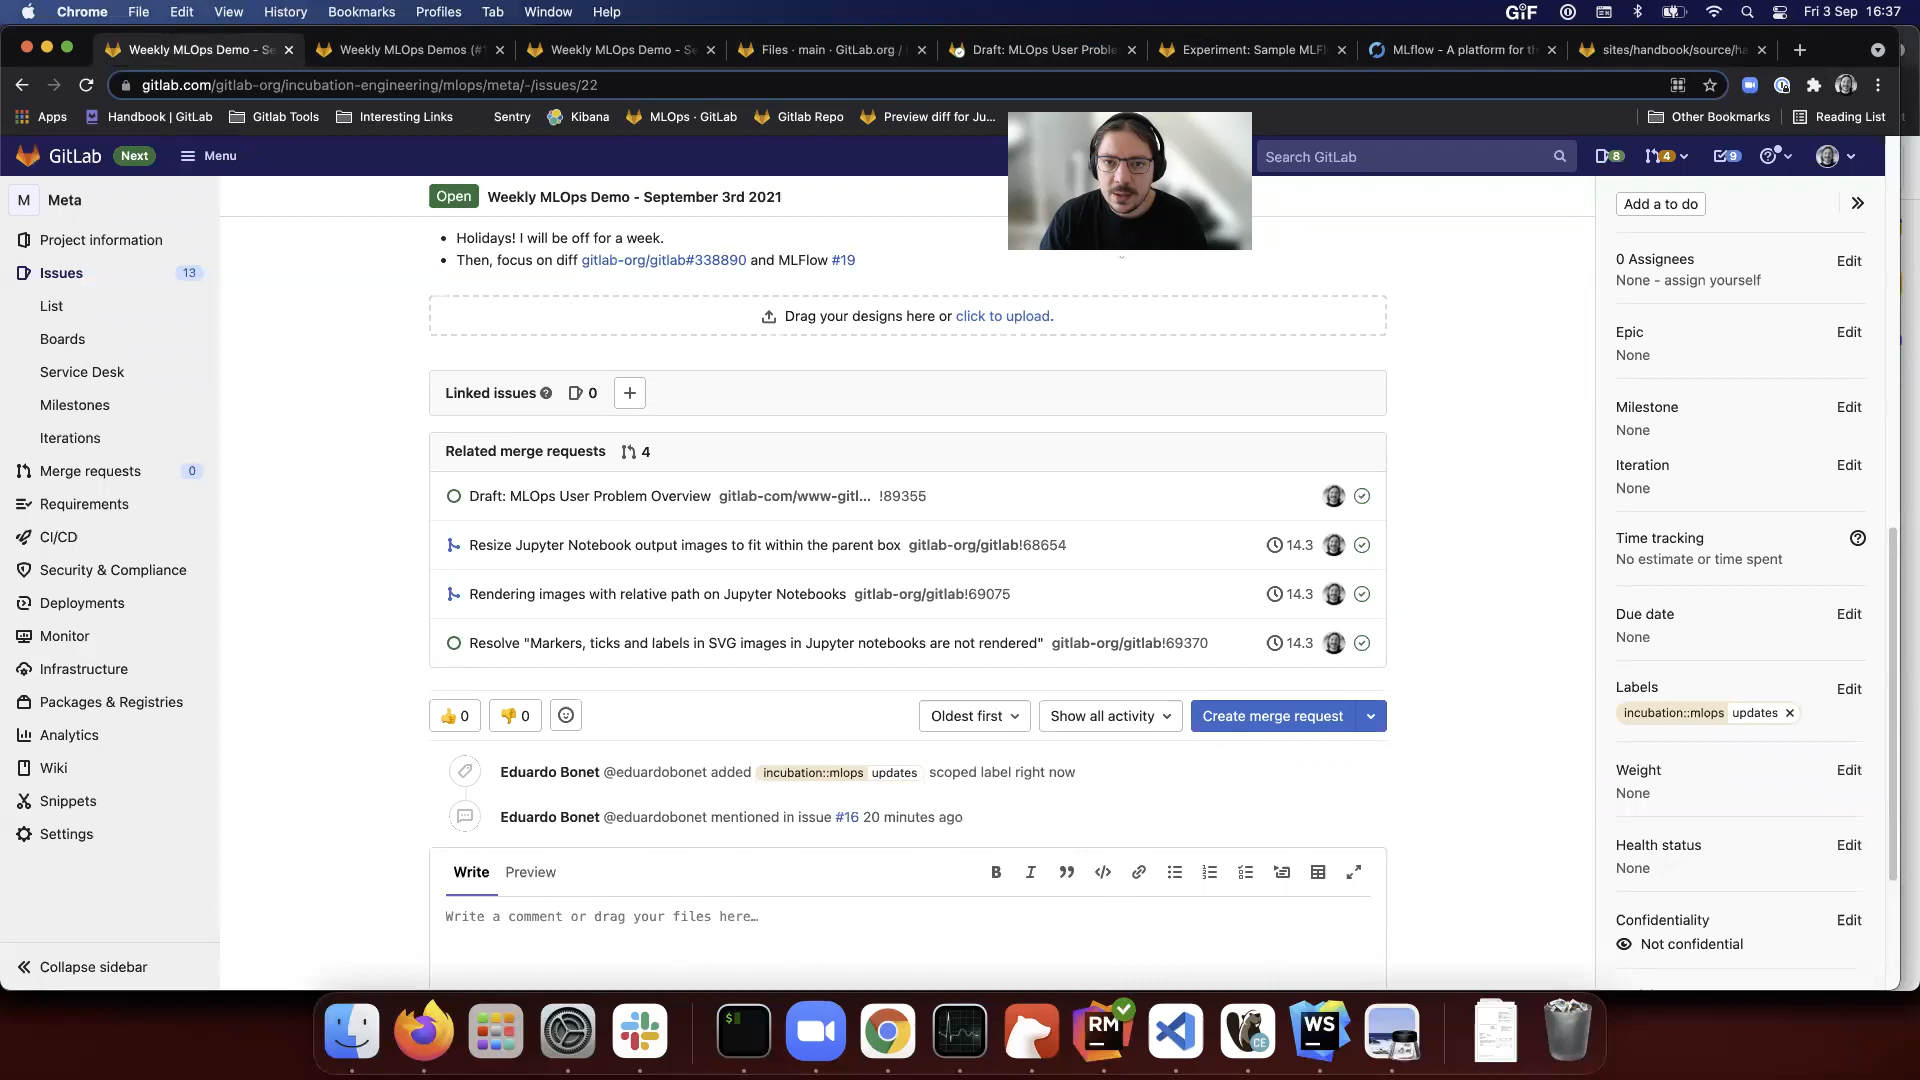 Chrome File Edit View History Bookmarks Profiles Tab Window Help GIF Fri 3 Sep 16:37
Weekly MLOps Demo - Se Weekly MLOps Demos (# Weekly MLOps Demo - Se Files · main · GitLab.org / Draft: MLOps User Proble Experiment: Sample MLF MLflow - A platform for th sites/handbook/source/ha
gitlab.com/gitlab-org/incubation-engineering/mlops/meta/-/issues/22
Apps Handbook | GitLab Gitlab Tools Interesting Links Sentry Kibana MLOps · GitLab Gitlab Repo Preview diff for Ju... Other Bookmarks Reading List
GitLab Next Menu Search GitLab 8 4 9
M Meta
Project information
Issues 13
List
Boards
Service Desk
Milestones
Iterations
Merge requests 0
Requirements
CI/CD
Security & Compliance
Deployments
Monitor
Infrastructure
Packages & Registries
Analytics
Wiki
Snippets
Settings
Collapse sidebar
Open Weekly MLOps Demo - September 3rd 2021
• Holidays! I will be off for a week.
• Then, focus on diff gitlab-org/gitlab#338890 and MLFlow #19
Drag your designs here or click to upload.
Linked issues 0
Related merge requests 4
Draft: MLOps User Problem Overview gitlab-com/www-gitl... !89355
Resize Jupyter Notebook output images to fit within the parent box gitlab-org/gitlab!68654 14.3
Rendering images with relative path on Jupyter Notebooks gitlab-org/gitlab!69075 14.3
Resolve "Markers, ticks and labels in SVG images in Jupyter notebooks are not rendered" gitlab-org/gitlab!69370 14.3
0 0 Oldest first Show all activity Create merge request
Eduardo Bonet @eduardobonet added incubation::mlops updates scoped label right now
Eduardo Bonet @eduardobonet mentioned in issue #16 20 minutes ago
Write Preview
Write a comment or drag your files here…
Add a to do
0 Assignees Edit
None - assign yourself
Epic Edit
None
Milestone Edit
None
Iteration Edit
None
Time tracking
No estimate or time spent
Due date Edit
None
Labels Edit
incubation::mlops updates
Weight Edit
None
Health status Edit
None
Confidentiality Edit
Not confidential
$ RM CE WS